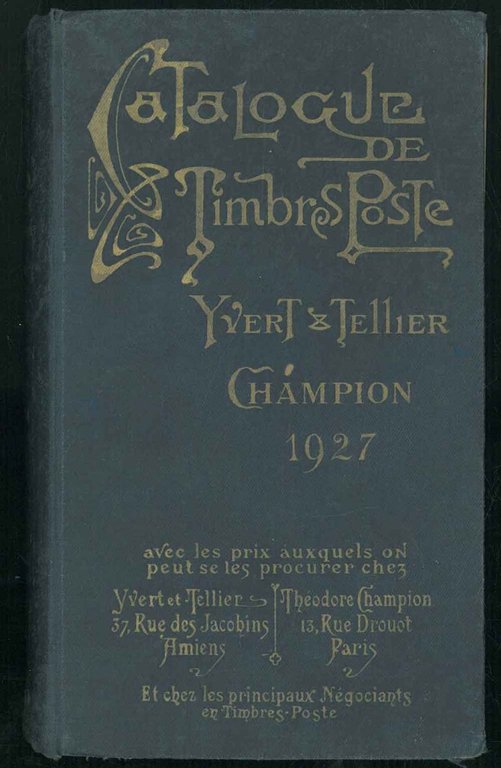 Catalogue
de
Timbres Poste
Yvert & Tellier
Champion
1927
avec les prix auxquels on
peut se les procurer chez
Yvert et Tellier
37, Rue des Jacobins
Amiens
Théodore Champion
13, Rue Drouot
Paris
Et chez les principaux Négociants
en Timbres-Poste